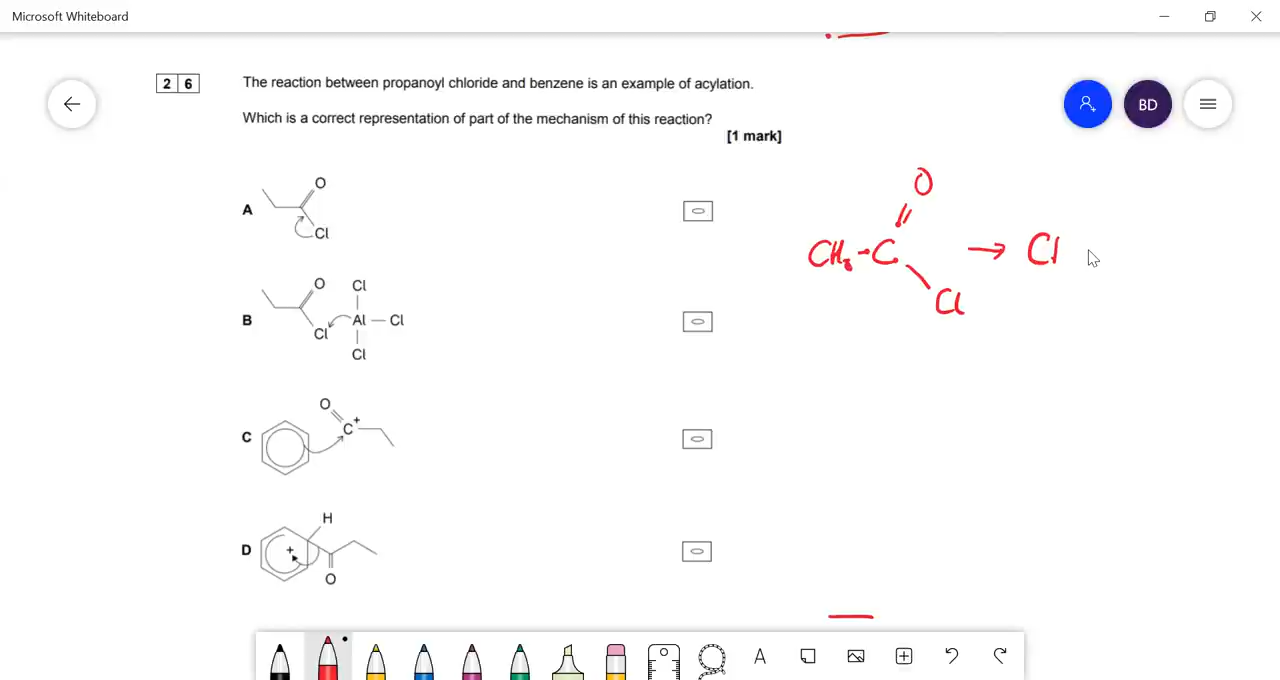 Microsoft Whiteboard
2 6 The reaction between propanoyl chloride and benzene is an example of acylation.
BD
Which is a correct representation of part of the mechanism of this reaction?
[1 mark]
A O Cl
B O Cl Cl Al Cl Cl
C O C+
D H + O
O
CH3 - C → Cl
Cl
A